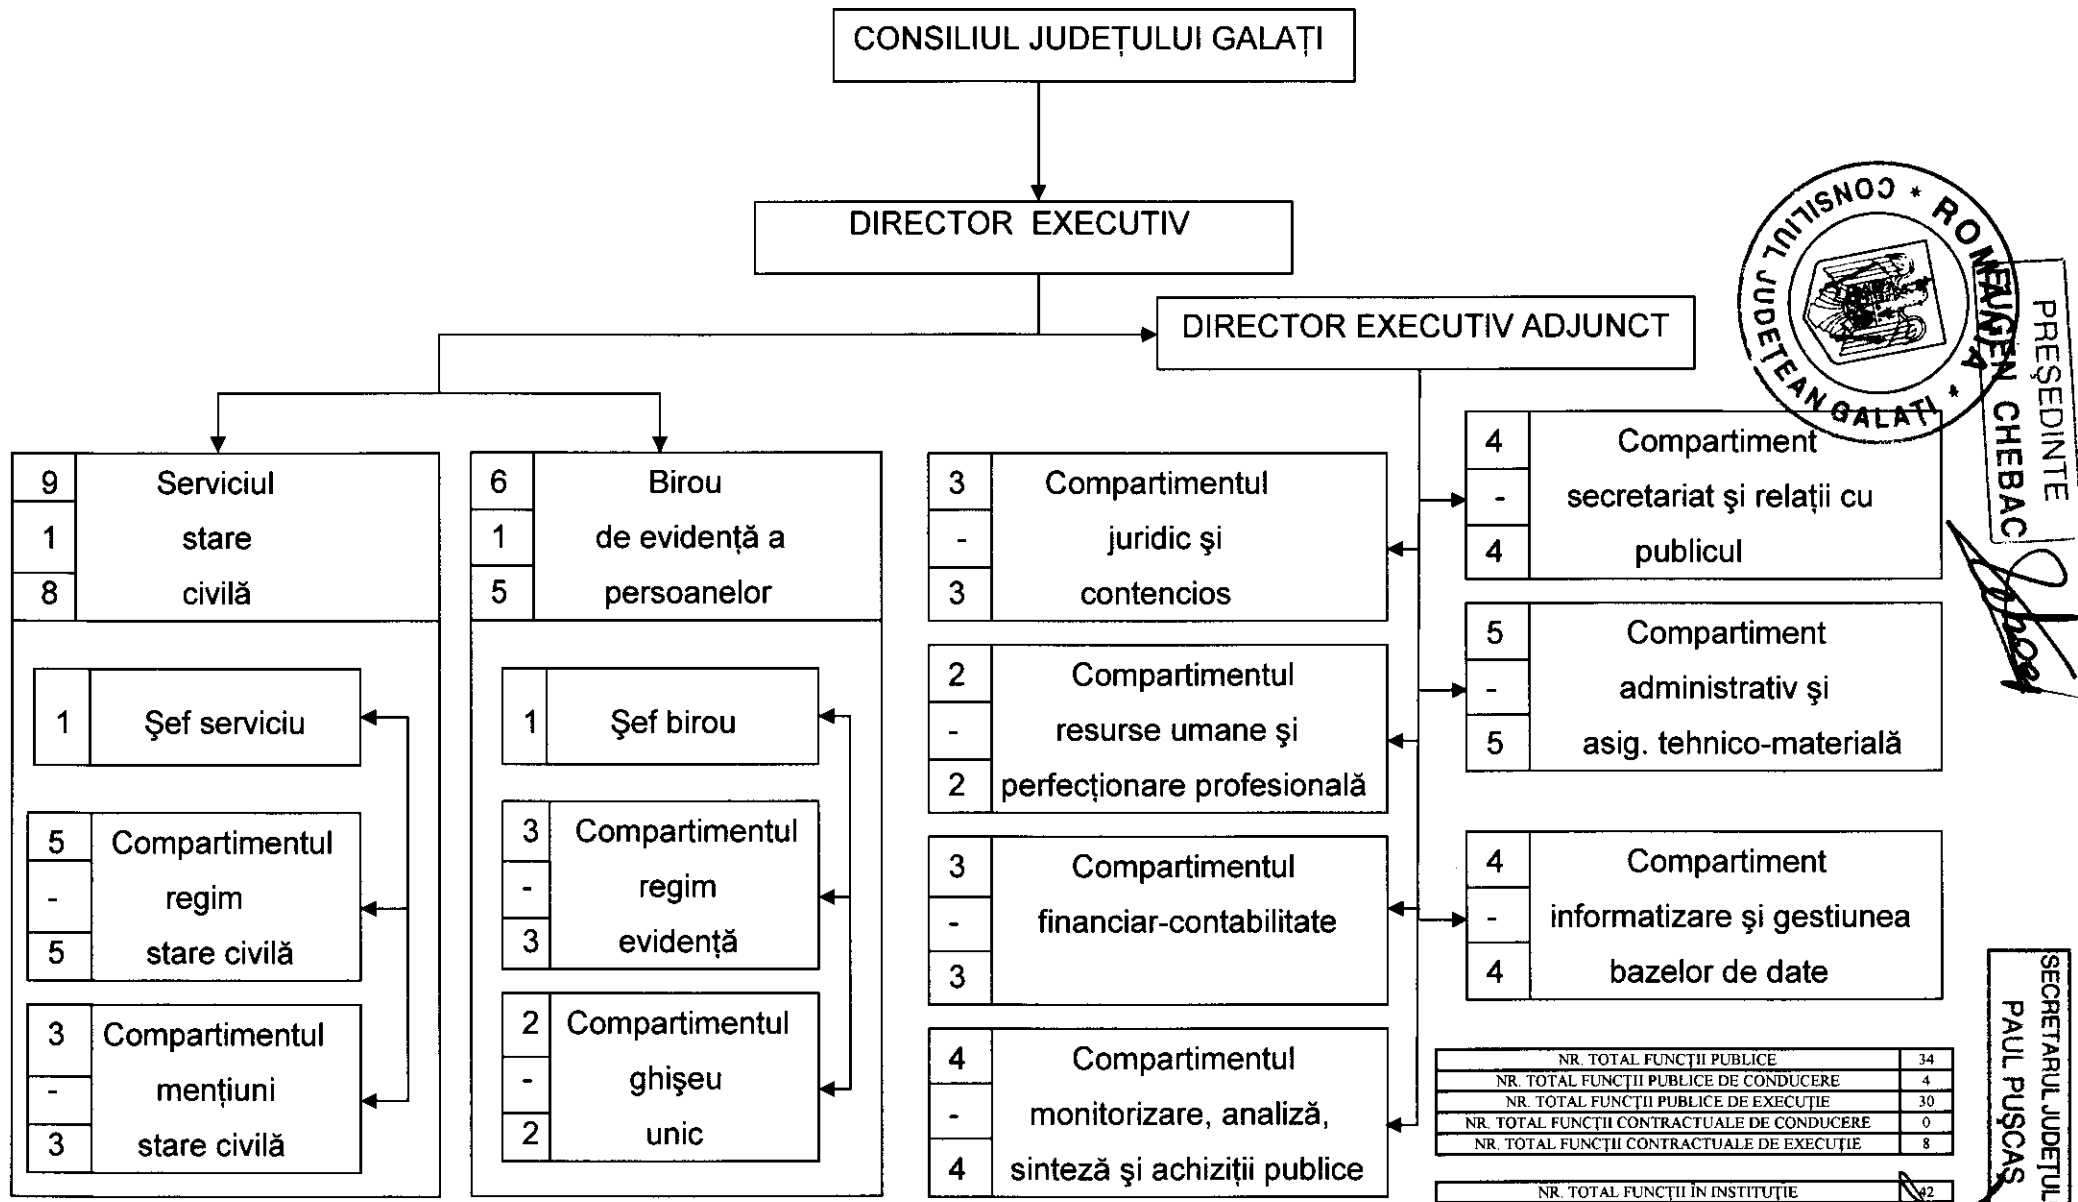 CONSILIUL JUDEȚULUI GALAȚI
DIRECTOR EXECUTIV
DIRECTOR EXECUTIV ADJUNCT
9
1
8
Serviciul
stare
civilă
1
Şef serviciu
5
-
5
Compartimentul
regim
stare civilă
3
-
3
Compartimentul
mențiuni
stare civilă
6
1
5
Birou
de evidență a
persoanelor
1
Şef birou
3
-
3
Compartimentul
regim
evidență
2
-
2
Compartimentul
ghişeu
unic
3
-
3
Compartimentul
juridic şi
contencios
2
-
2
Compartimentul
resurse umane şi
perfecționare profesională
3
-
3
Compartimentul
financiar-contabilitate
4
-
4
Compartimentul
monitorizare, analiză,
sinteză şi achiziții publice
4
-
4
Compartiment
secretariat şi relații cu
publicul
5
-
5
Compartiment
administrativ şi
asig. tehnico-materială
4
-
4
Compartiment
informatizare şi gestiunea
bazelor de date
NR. TOTAL FUNCȚII PUBLICE 34
NR. TOTAL FUNCȚII PUBLICE DE CONDUCERE 4
NR. TOTAL FUNCȚII PUBLICE DE EXECUȚIE 30
NR. TOTAL FUNCȚII CONTRACTUALE DE CONDUCERE 0
NR. TOTAL FUNCȚII CONTRACTUALE DE EXECUȚIE 8
NR. TOTAL FUNCȚII ÎN INSTITUȚIE 42
* ROMÂNIA *
CONSILIUL JUDEȚEAN GALAȚI
PREŞEDINTE
EUGEN CHEBAC
SECRETARUL JUDEȚUL
PAUL PUŞCAŞ